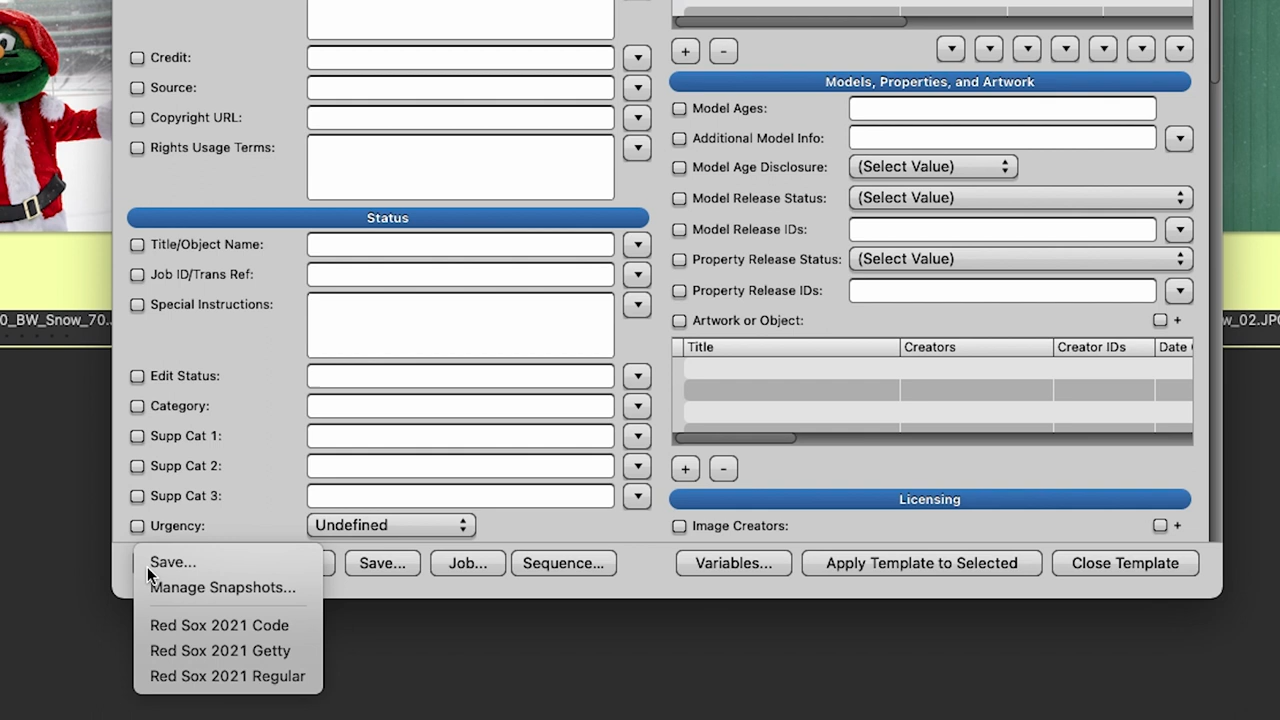 Credit:
Source:
Copyright URL:
Rights Usage Terms:
Status
Title/Object Name:
Job ID/Trans Ref:
Special Instructions:
Edit Status:
Category:
Supp Cat 1:
Supp Cat 2:
Supp Cat 3:
Urgency: Undefined
+ -
Models, Properties, and Artwork
Model Ages:
Additional Model Info:
Model Age Disclosure: (Select Value)
Model Release Status: (Select Value)
Model Release IDs:
Property Release Status: (Select Value)
Property Release IDs:
Artwork or Object: +
Title Creators Creator IDs Date
+ -
Licensing
Image Creators: +
0_BW_Snow_70..
w_02.JP
Save... Job... Sequence... Variables... Apply Template to Selected Close Template
Save...
Manage Snapshots...
Red Sox 2021 Code
Red Sox 2021 Getty
Red Sox 2021 Regular